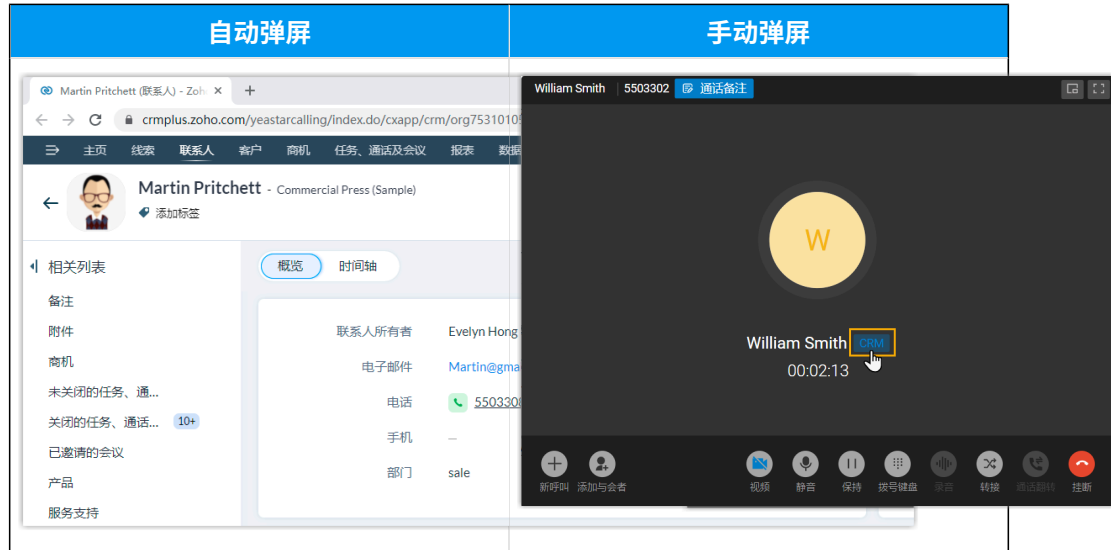 自动弹屏
手动弹屏
Martin Pritchett (联系人) - Zoh
crmplus.zoho.com/yeastarcalling/index.do/cxapp/crm/org7531010
主页 线索 联系人 客户 商机 任务、通话及会议 报表 数据
Martin Pritchett - Commercial Press (Sample)
添加标签
相关列表
备注
附件
商机
未关闭的任务、通...
关闭的任务、通话... 10+
已邀请的会议
产品
服务支持
概览 时间轴
联系人所有者 Evelyn Hong
电子邮件 Martin@gma
电话 550330
手机 —
部门 sale
William Smith 5503302 通话备注
W
William Smith CRM
00:02:13
新呼叫 添加与会者 视频 静音 保持 拨号键盘 录音 转接 通话翻转 挂断